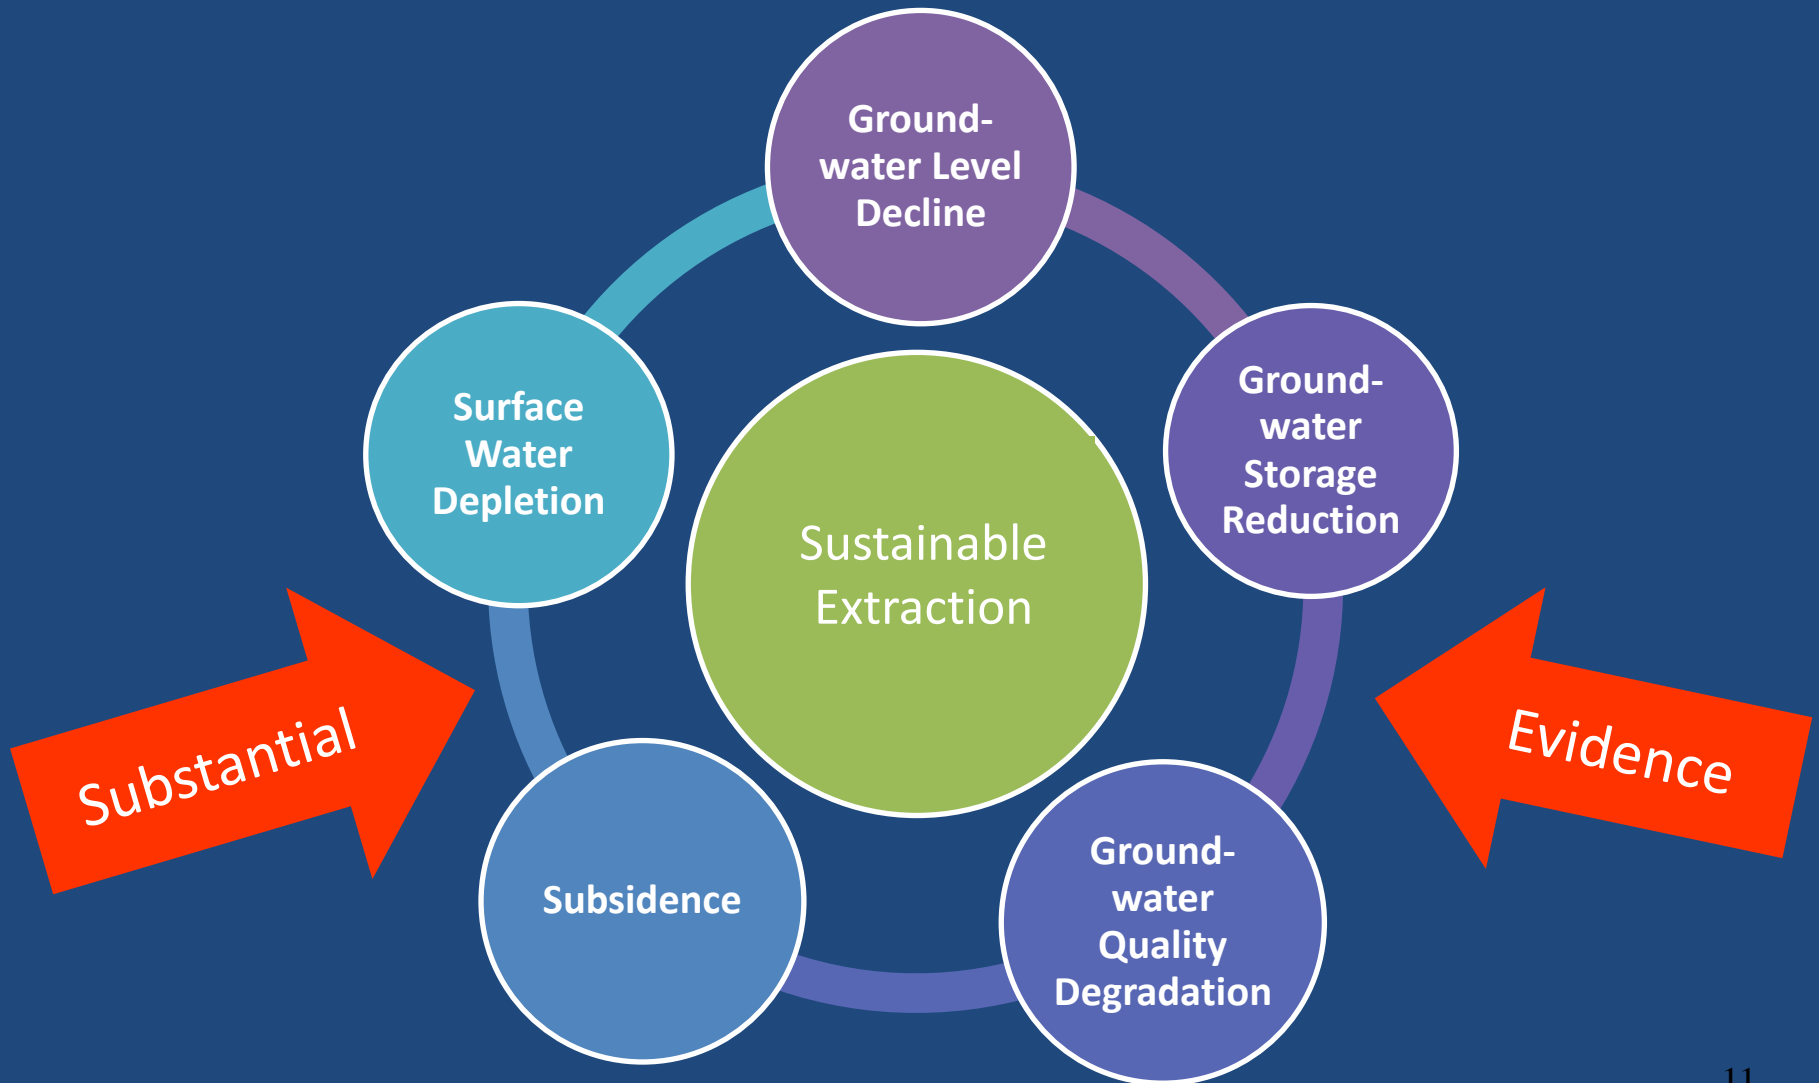 Ground-
water Level
Decline
Ground-
water
Storage
Reduction
Ground-
water
Quality
Degradation
Subsidence
Surface
Water
Depletion
Sustainable
Extraction
Substantial
Evidence
11